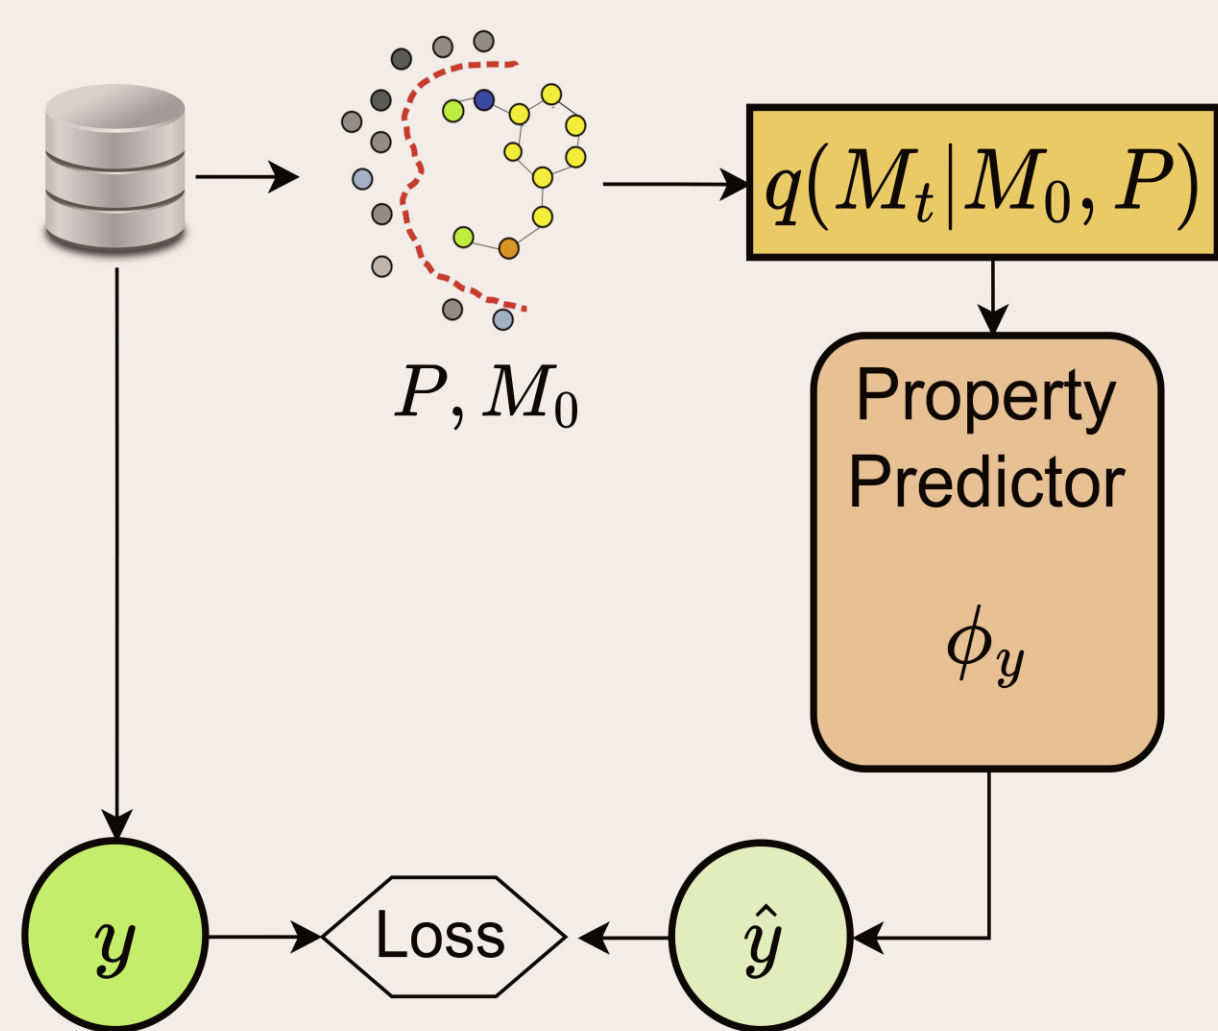 q(M_t|M_0, P)
P, M_0
Property
Predictor
ϕ_y
y
Loss
ŷ